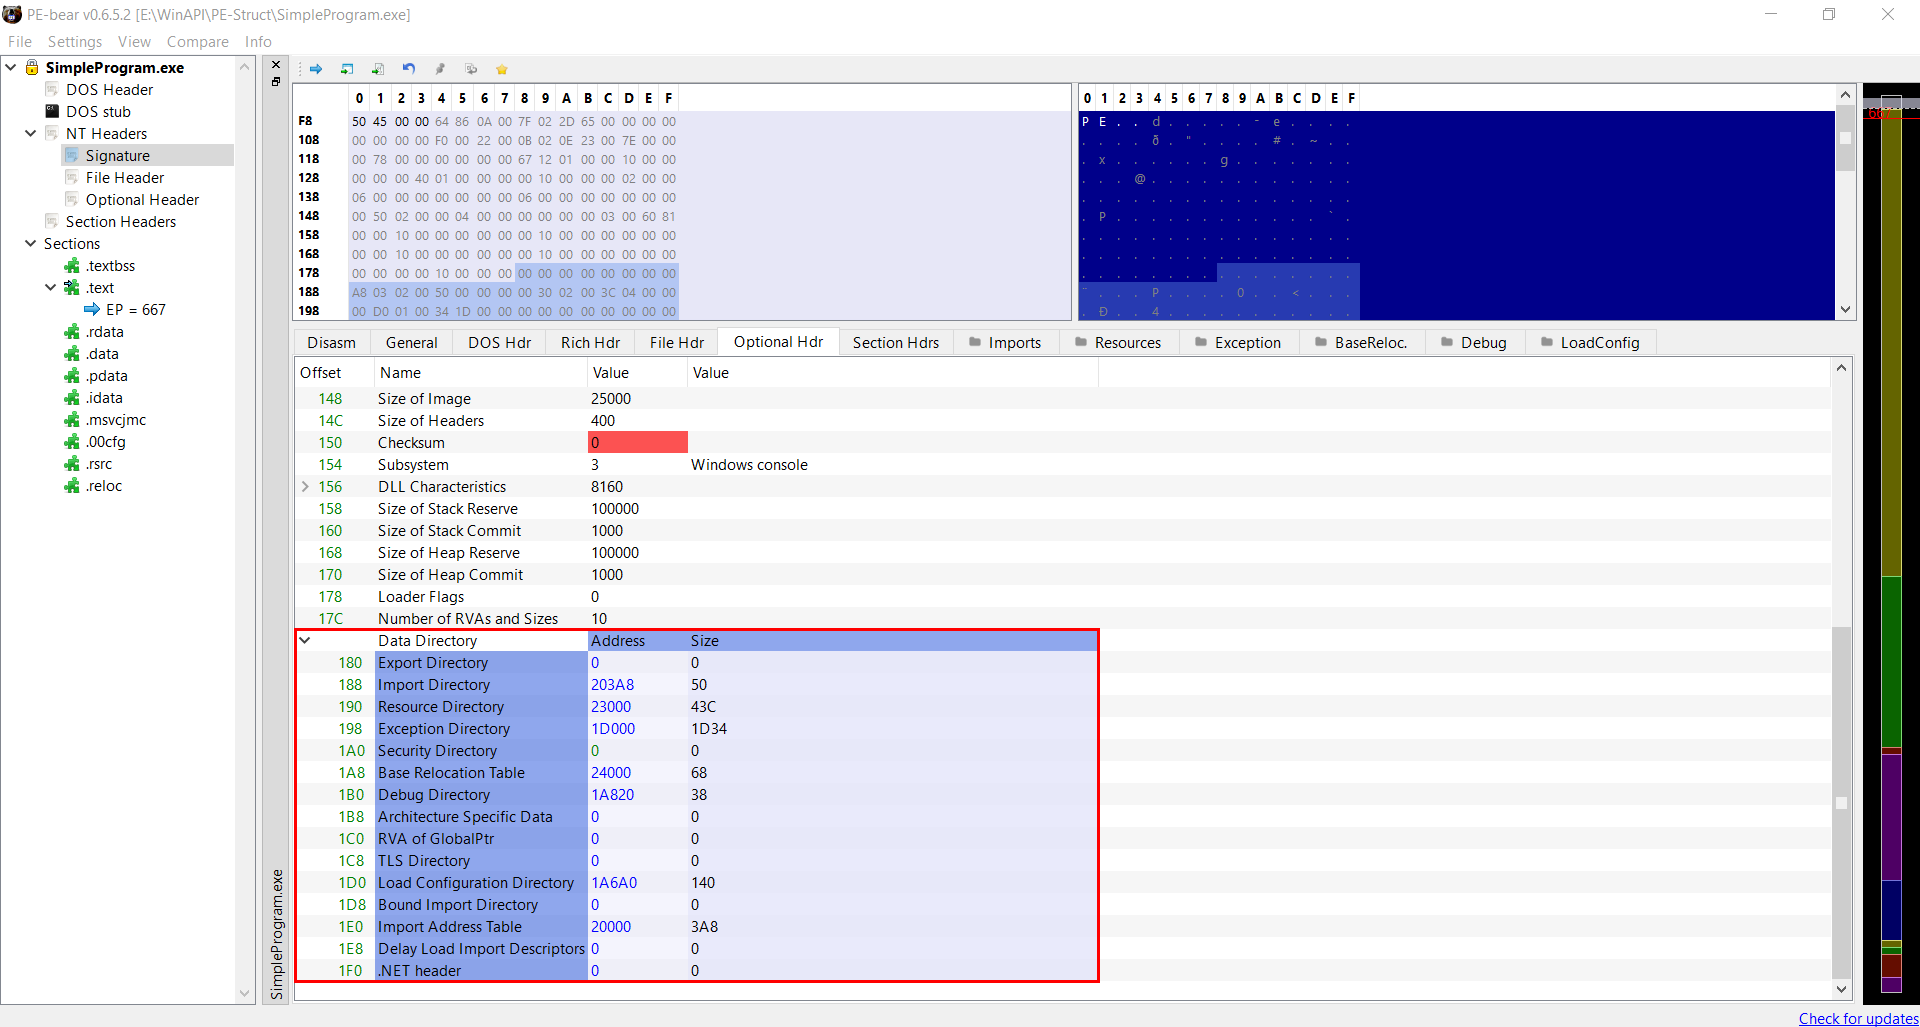 PE-bear v0.6.5.2 [E:\WinAPI\PE-Struct\SimpleProgram.exe]
File Settings View Compare Info
SimpleProgram.exe
DOS Header
DOS stub
NT Headers
Signature
File Header
Optional Header
Section Headers
Sections
.textbss
.text
EP = 667
.rdata
.data
.pdata
.idata
.msvcjmc
.00cfg
.rsrc
.reloc
SimpleProgram.exe
0 1 2 3 4 5 6 7 8 9 A B C D E F
F8 50 45 00 00 64 86 0A 00 7F 02 2D 65 00 00 00 00
108 00 00 00 00 F0 00 22 00 0B 02 0E 23 00 7E 00 00
118 00 78 00 00 00 00 00 00 67 12 01 00 00 10 00 00
128 00 00 00 40 01 00 00 00 00 10 00 00 00 02 00 00
138 06 00 00 00 00 00 00 00 06 00 00 00 00 00 00 00
148 00 50 02 00 00 04 00 00 00 00 00 00 03 00 60 81
158 00 00 10 00 00 00 00 00 00 10 00 00 00 00 00 00
168 00 00 10 00 00 00 00 00 00 10 00 00 00 00 00 00
178 00 00 00 00 10 00 00 00 00 00 00 00 00 00 00 00
188 A8 03 02 00 50 00 00 00 00 30 02 00 3C 04 00 00
198 00 D0 01 00 34 1D 00 00 00 00 00 00 00 00 00 00
0 1 2 3 4 5 6 7 8 9 A B C D E F
P E . . d . . . . . - e . . . .
. . . . ð . " . . . . # . ~ . .
. x . . . . . . g . . . . . . .
. . . @ . . . . . . . . . . . .
. . . . . . . . . . . . . . . .
. P . . . . . . . . . . . . ` .
. . . . . . . . . . . . . . . .
. . . . . . . . . . . . . . . .
. . . . . . . . . . . . . . . .
¨ . . . P . . . . 0 . . < . . .
. Ð . . 4 . . . . . . . . . . .
Disasm General DOS Hdr Rich Hdr File Hdr Optional Hdr Section Hdrs Imports Resources Exception BaseReloc. Debug LoadConfig
Offset Name Value Value
148 Size of Image 25000
14C Size of Headers 400
150 Checksum 0
154 Subsystem 3 Windows console
156 DLL Characteristics 8160
158 Size of Stack Reserve 100000
160 Size of Stack Commit 1000
168 Size of Heap Reserve 100000
170 Size of Heap Commit 1000
178 Loader Flags 0
17C Number of RVAs and Sizes 10
Data Directory Address Size
180 Export Directory 0 0
188 Import Directory 203A8 50
190 Resource Directory 23000 43C
198 Exception Directory 1D000 1D34
1A0 Security Directory 0 0
1A8 Base Relocation Table 24000 68
1B0 Debug Directory 1A820 38
1B8 Architecture Specific Data 0 0
1C0 RVA of GlobalPtr 0 0
1C8 TLS Directory 0 0
1D0 Load Configuration Directory 1A6A0 140
1D8 Bound Import Directory 0 0
1E0 Import Address Table 20000 3A8
1E8 Delay Load Import Descriptors 0 0
1F0 .NET header 0 0
Check for updates